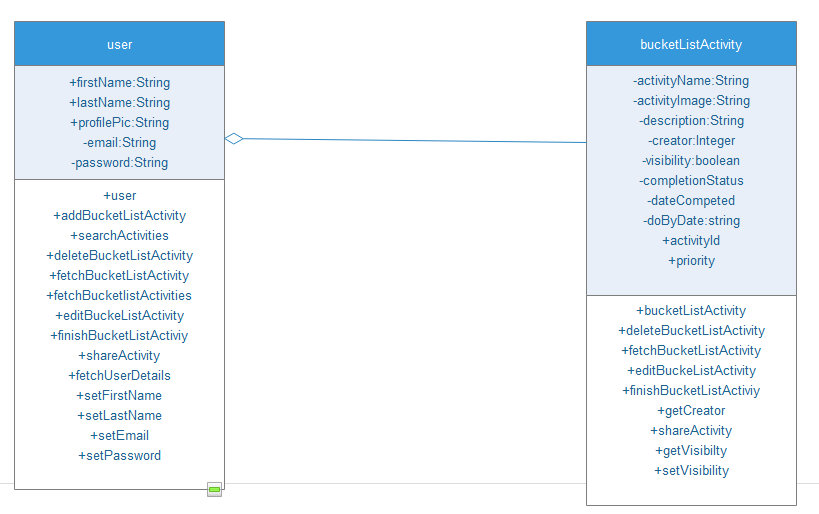 user
+firstName:String
+lastName:String
+profilePic:String
-email:String
-password:String
+user
+addBucketListActivity
+searchActivities
+deleteBucketListActivity
+fetchBucketListActivity
+fetchBucketlistActivities
+editBuckeListActivity
+finishBucketListActiviy
+shareActivity
+fetchUserDetails
+setFirstName
+setLastName
+setEmail
+setPassword
bucketListActivity
-activityName:String
-activityImage:String
-description:String
-creator:Integer
-visibility:boolean
-completionStatus
-dateCompeted
-doByDate:string
+activityId
+priority
+bucketListActivity
+deleteBucketListActivity
+fetchBucketListActivity
+editBuckeListActivity
+finishBucketListActiviy
+getCreator
+shareActivity
+getVisibilty
+setVisibility